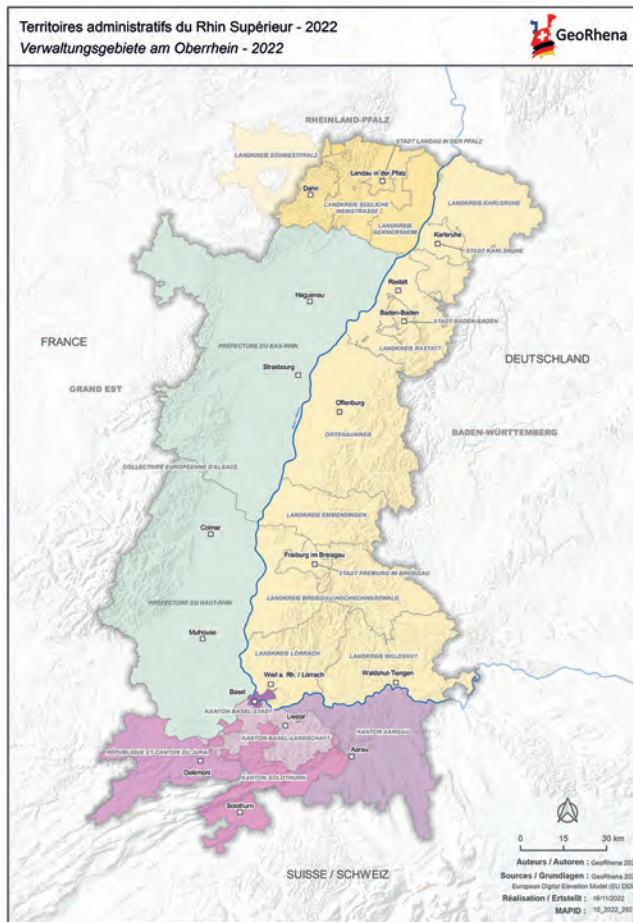 Territoires administratifs du Rhin Supérieur - 2022
Verwaltungsgebiete am Oberrhein - 2022
GeoRhena
RHEINLAND-PFALZ
STADT LANDAU IN DER PFALZ
LANDKREIS SÜDWESTPFALZ
Landau in der Pfalz
Dahn
LANDKREIS SÜDLICHE
WEINSTRASSE
LANDKREIS KARLSRUHE
LANDKREIS
GERMERSHEIM
Karlsruhe
STADT KARLSRUHE
Rastatt
Haguenau
Baden-Baden
STADT BADEN-BADEN
FRANCE
PRÉFECTURE DU BAS-RHIN
LANDKREIS RASTATT
DEUTSCHLAND
Strasbourg
GRAND EST
Offenburg
ORTENAUKREIS
BADEN-WÜRTTEMBERG
COLLECTIVITÉ EUROPÉENNE D'ALSACE
LANDKREIS EMMENDINGEN
Colmar
Freiburg im Breisgau
STADT FREIBURG IM BREISGAU
LANDKREIS BREISGAU-HOCHSCHWARZWALD
PRÉFECTURE DU HAUT-RHIN
Mulhouse
LANDKREIS LÖRRACH
LANDKREIS WALDSHUT
Weil a. Rh. / Lörrach
Waldshut-Tiengen
Basel
KANTON BASEL-STADT
Liestal
KANTON AARGAU
KANTON BASEL-LANDSCHAFT
RÉPUBLIQUE ET CANTON DU JURA
Aarau
Delémont
KANTON SOLOTHURN
Solothurn
SUISSE / SCHWEIZ
0 15 30 km
Auteurs / Autoren : GeoRhena 202
Sources / Grundlagen : GeoRhena 202
European Digital Elevation Model (EU DEM
Réalisation / Ertstellt : 16/11/2022
MAPID : 10_2022_292